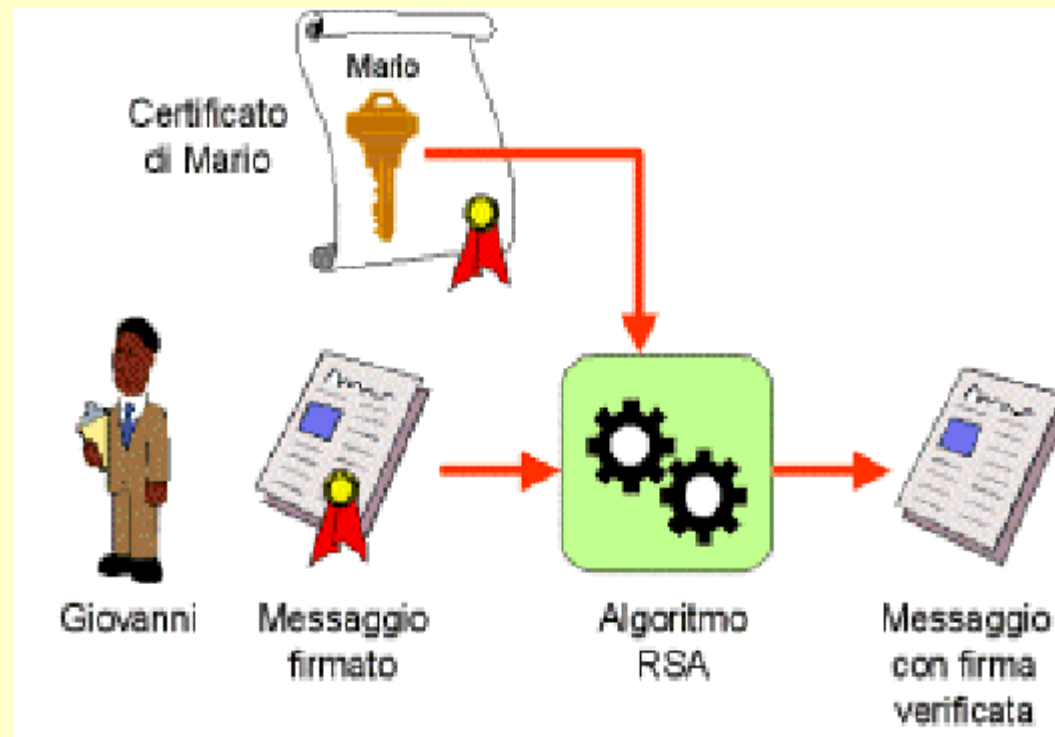 Mario
Certificato
di Mario
Giovanni
Messaggio
firmato
Algoritmo
RSA
Messaggio
con firma
verificata